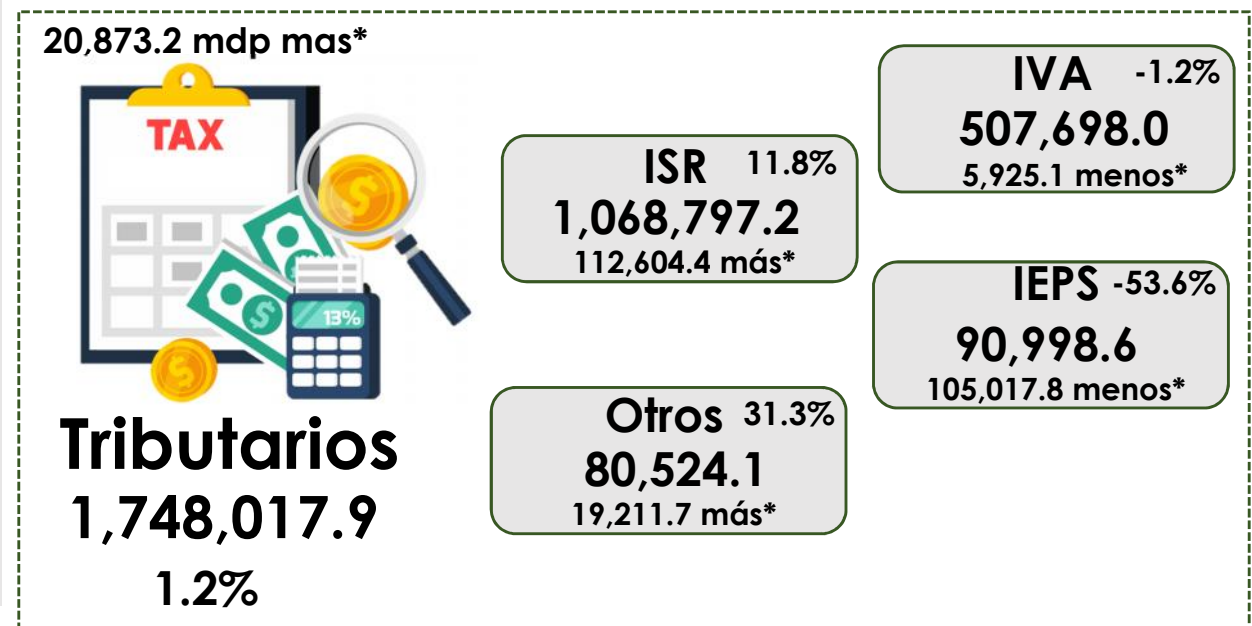 20,873.2 mdp mas*
TAX
13%
Tributarios
1,748,017.9
1.2%
ISR 11.8%
1,068,797.2
112,604.4 más*
Otros 31.3%
80,524.1
19,211.7 más*
IVA -1.2%
507,698.0
5,925.1 menos*
IEPS -53.6%
90,998.6
105,017.8 menos*